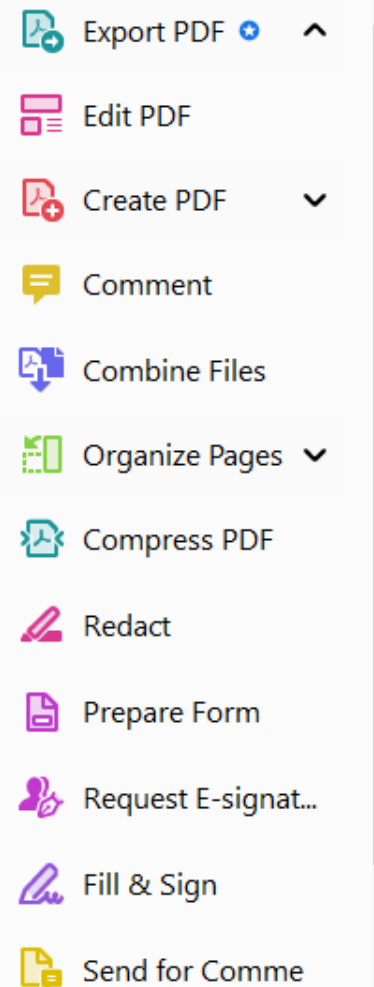 Export PDF
Edit PDF
Create PDF
Comment
Combine Files
Organize Pages
Compress PDF
Redact
Prepare Form
Request E-signat...
Fill & Sign
Send for Comme